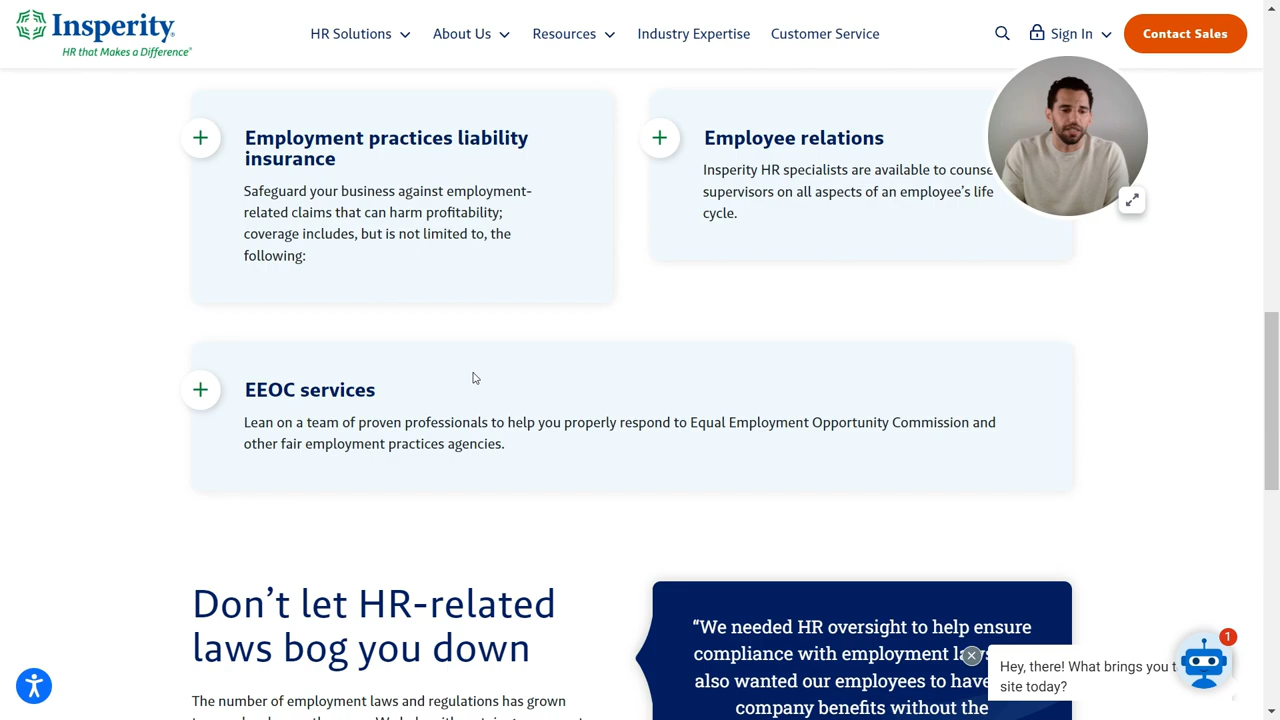 Insperity
HR that Makes a Difference®
HR Solutions
About Us
Resources
Industry Expertise
Customer Service
Sign In
Contact Sales
Employment practices liability
insurance
Safeguard your business against employment-
related claims that can harm profitability;
coverage includes, but is not limited to, the
following:
Employee relations
Insperity HR specialists are available to counse
supervisors on all aspects of an employee’s life
cycle.
EEOC services
Lean on a team of proven professionals to help you properly respond to Equal Employment Opportunity Commission and
other fair employment practices agencies.
Don’t let HR-related
laws bog you down
The number of employment laws and regulations has grown
“We needed HR oversight to help ensure
compliance with employment
also wanted our employees to have
company benefits without the
Hey, there! What brings you t
site today?
1